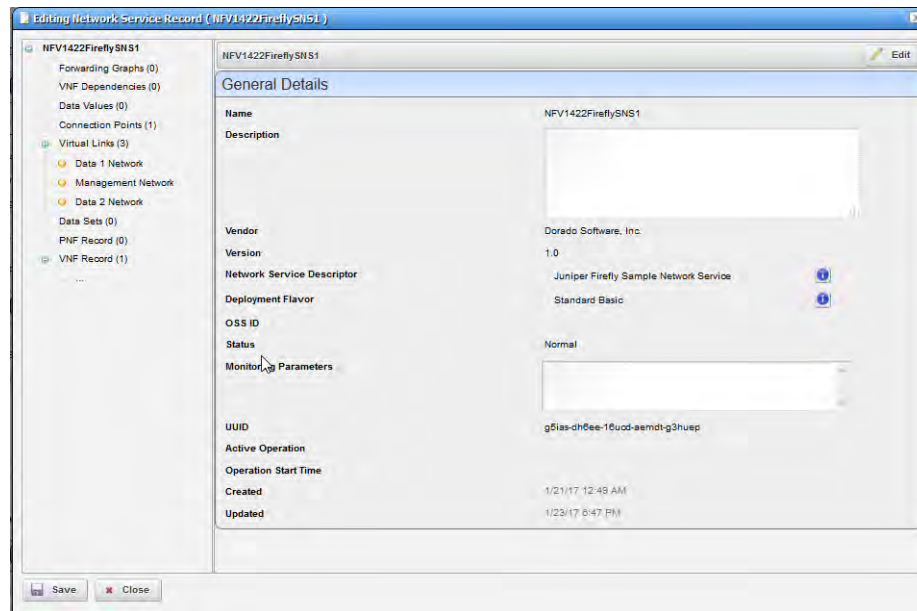 Editing Network Service Record ( NFV1422FireflySNS1 )
NFV1422FireflySNS1
Forwarding Graphs (0)
VNF Dependencies (0)
Data Values (0)
Connection Points (1)
Virtual Links (3)
Data 1 Network
Management Network
Data 2 Network
Data Sets (0)
PNF Record (0)
VNF Record (1)
...
NFV1422FireflySNS1
Edit
General Details
Name NFV1422FireflySNS1
Description
Vendor Dorado Software, Inc.
Version 1.0
Network Service Descriptor Juniper Firefly Sample Network Service
Deployment Flavor Standard Basic
OSS ID
Status Normal
Monitoring Parameters
UUID g5ias-dh6ee-16ucd-aemdt-g3huep
Active Operation
Operation Start Time
Created 1/21/17 12:49 AM
Updated 1/23/17 6:47 PM
Save
Close